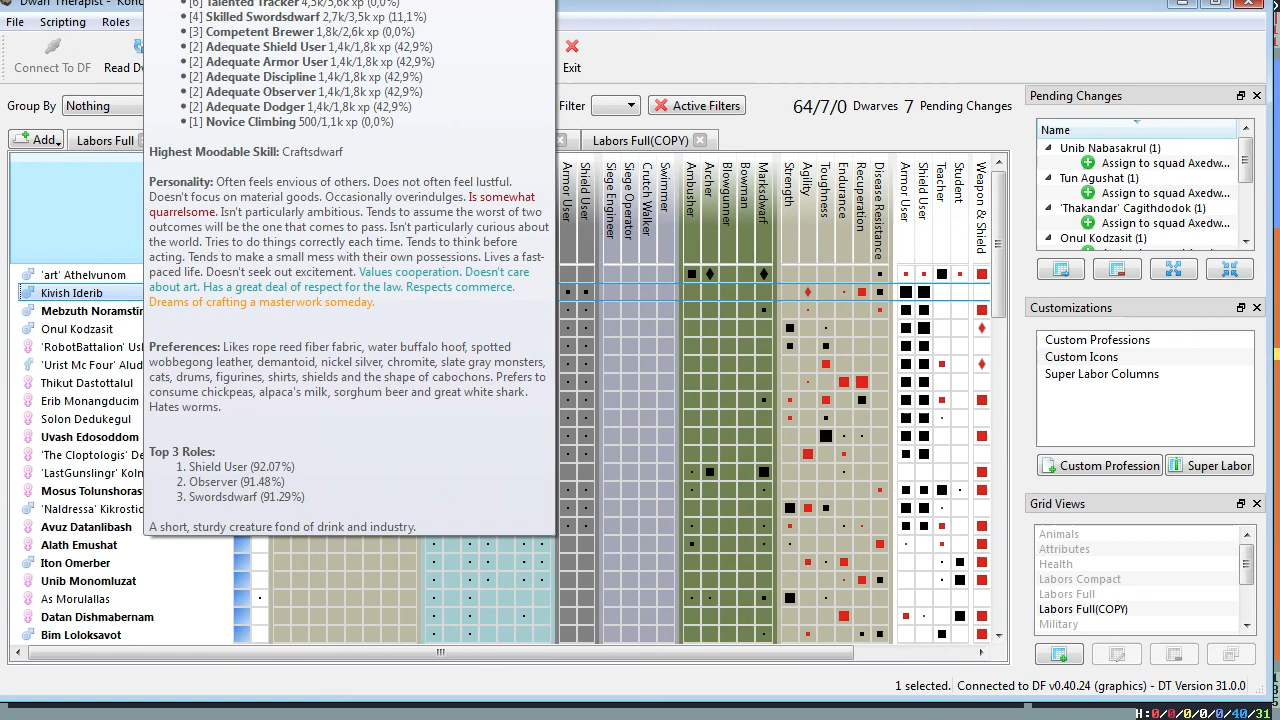 Dwarf Therapist - Kono
File Scripting Roles
Connect To DF Read Dw Exit
Group By Nothing Filter Active Filters 64/7/0 Dwarves 7 Pending Changes
Add... Labors Full Labors Full(COPY)
[6] Talented Tracker 4,5k/5,6k xp (0,0%)
[4] Skilled Swordsdwarf 2,7k/3,5k xp (11,1%)
[3] Competent Brewer 1,8k/2,6k xp (0,0%)
[2] Adequate Shield User 1,4k/1,8k xp (42,9%)
[2] Adequate Armor User 1,4k/1,8k xp (42,9%)
[2] Adequate Discipline 1,4k/1,8k xp (42,9%)
[2] Adequate Observer 1,4k/1,8k xp (42,9%)
[2] Adequate Dodger 1,4k/1,8k xp (42,9%)
[1] Novice Climbing 500/1,1k xp (0,0%)
Highest Moodable Skill: Craftsdwarf
Personality: Often feels envious of others. Does not often feel lustful.
Doesn't focus on material goods. Occasionally overindulges. Is somewhat
quarrelsome. Isn't particularly ambitious. Tends to assume the worst of two
outcomes will be the one that comes to passIsn't particularly curious about
the world. Tries to do things correctly each time. Tends to think before
acting. Tends to make a small mess with their own possessions. Lives a fast-
paced life. Doesn't seek out excitement. Values cooperation. Doesn't care
about art. Has a great deal of respect for the law. Respects commerce.
Dreams of crafting a masterwork someday.
Preferences: Likes rope reed fiber fabric, water buffalo hoof, spotted
wobbegong leather, demantoid, nickel silver, chromite, slate gray monsters,
cats, drums, figurines, shirts, shields and the shape of cabochons. Prefers to
consume chickpeas, alpaca's milk, sorghum beer and great white shark.
Hates worms.
Top 3 Roles:
1. Shield User (92.07%)
2. Observer (91.48%)
3. Swordsdwarf (91.29%)
A short, sturdy creature fond of drink and industry.
Armor User
Shield User
Siege Engineer
Siege Operator
Crutch Walker
Swimmer
Ambusher
Archer
Blowgunner
Bowman
Marksdwarf
Strength
Agility
Toughness
Endurance
Recuperation
Disease Resistance
Armor User
Shield User
Teacher
Student
Weapon & Shield
'art' Athelvunom
Kivish Iderib
Mebzuth Noramstin
Onul Kodzasit
'RobotBattalion' Ush
'Urist Mc Four' Alud
Thikut Dastottalul
Erib Monangducim
Solon Dedukegul
Uvash Edosoddom
'The Cloptologis' De
'LastGunslingr' Koln
Mosus Tolunshoras
'Naldressa' Kikrostic
Avuz Datanlibash
Alath Emushat
Iton Omerber
Unib Monomluzat
As Morulallas
Datan Dishmabernam
Bim Loloksavot
Pending Changes
Name
Unib Nabasakrul (1)
Assign to squad Axedw...
Tun Agushat (1)
Assign to squad Axedw...
'Thakandar' Cagithdodok (1)
Assign to squad Axedw...
Onul Kodzasit (1)
Assign to squad Axedw...
Customizations
Custom Professions
Custom Icons
Super Labor Columns
Custom Profession Super Labor
Grid Views
Animals
Attributes
Health
Labors Compact
Labors Full
Labors Full(COPY)
Military
1 selected. Connected to DF v0.40.24 (graphics) - DT Version 31.0.0
H:0/0/0/0/0/40/31